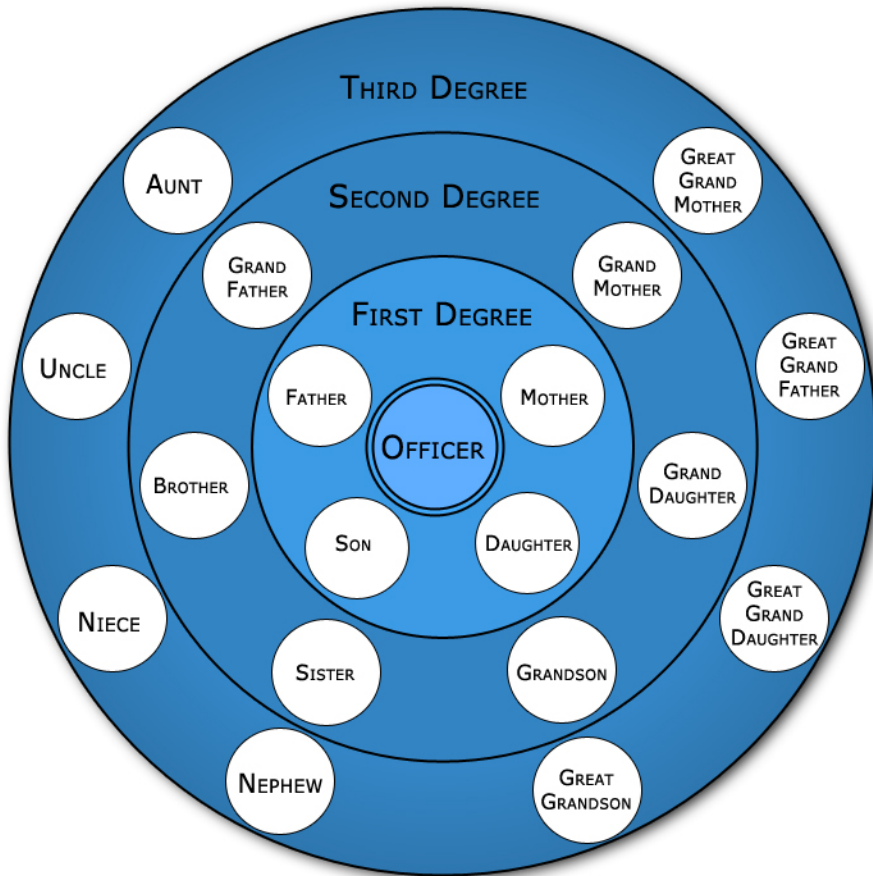 THIRD DEGREE
AUNT
GREAT
GRAND
MOTHER
SECOND DEGREE
GRAND
FATHER
GRAND
MOTHER
FIRST DEGREE
UNCLE
GREAT
GRAND
FATHER
FATHER
MOTHER
OFFICER
BROTHER
GRAND
DAUGHTER
SON
DAUGHTER
NIECE
GREAT
GRAND
DAUGHTER
SISTER
GRANDSON
NEPHEW
GREAT
GRANDSON